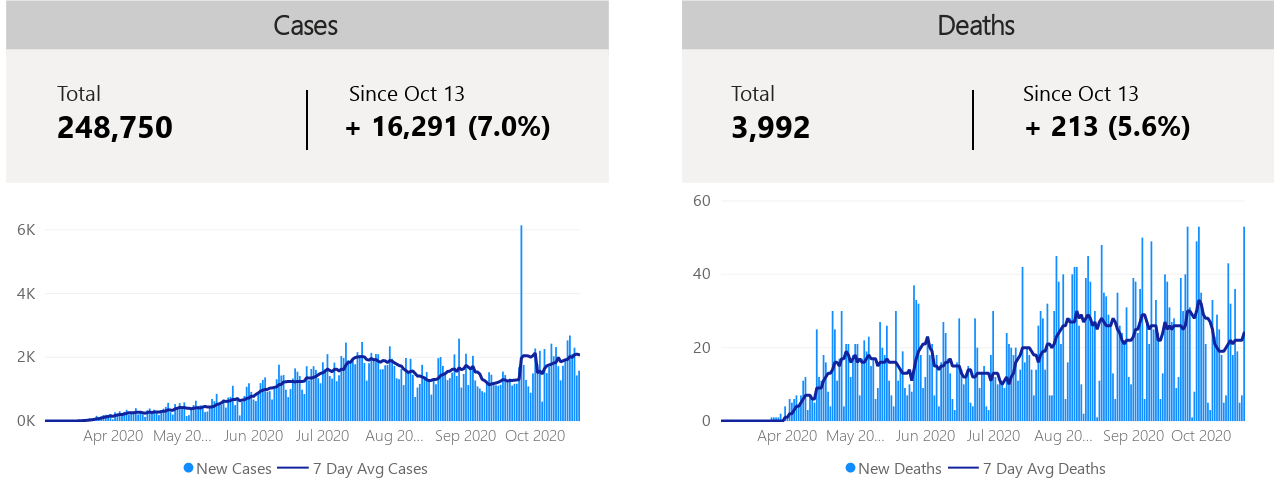 Cases
Total
248,750
Since Oct 13
+ 16,291 (7.0%)
6K
4K
2K
0K
Apr 2020 May 20... Jun 2020 Jul 2020 Aug 20... Sep 2020 Oct 2020
New Cases 7 Day Avg Cases
Deaths
Total
3,992
Since Oct 13
+ 213 (5.6%)
60
40
20
0
Apr 2020 May 20... Jun 2020 Jul 2020 Aug 20... Sep 2020 Oct 2020
New Deaths 7 Day Avg Deaths